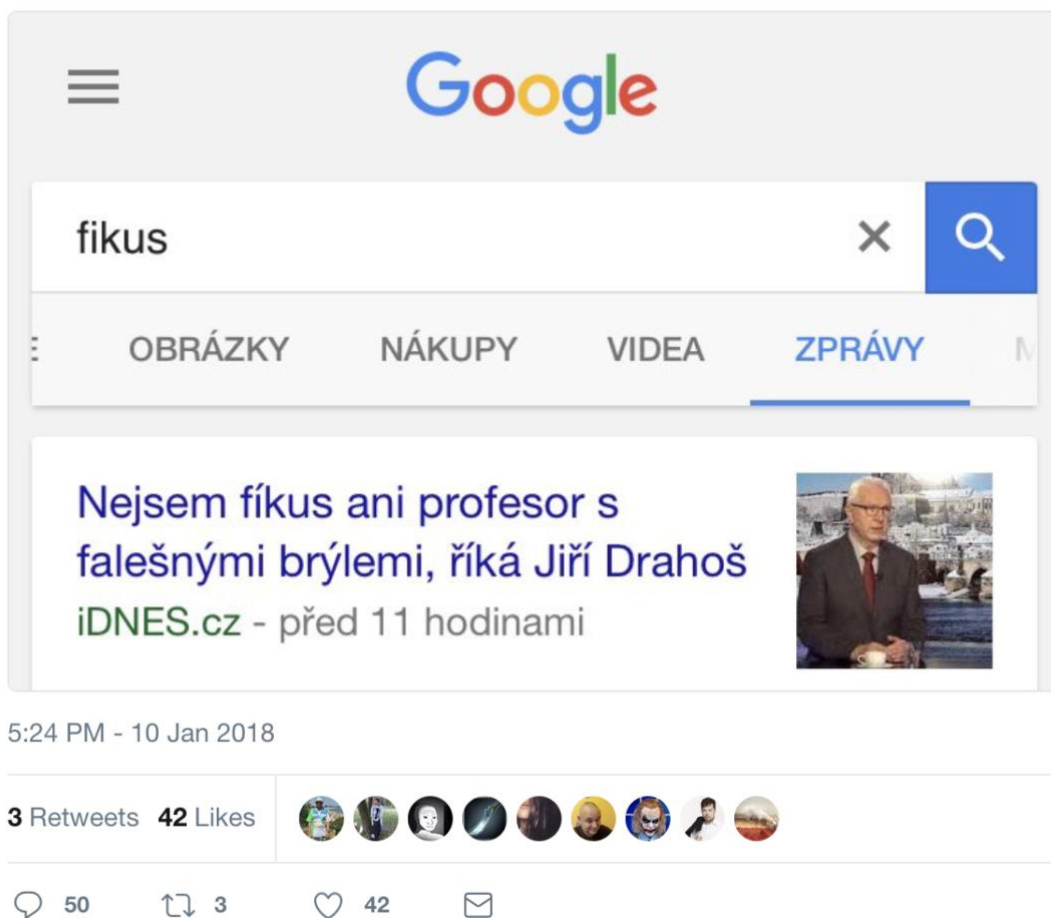 Google
fikus
OBRÁZKY NÁKUPY VIDEA ZPRÁVY
Nejsem fíkus ani profesor s
falešnými brýlemi, říká Jiří Drahoš
iDNES.cz - před 11 hodinami
5:24 PM - 10 Jan 2018
3 Retweets 42 Likes
50 3 42